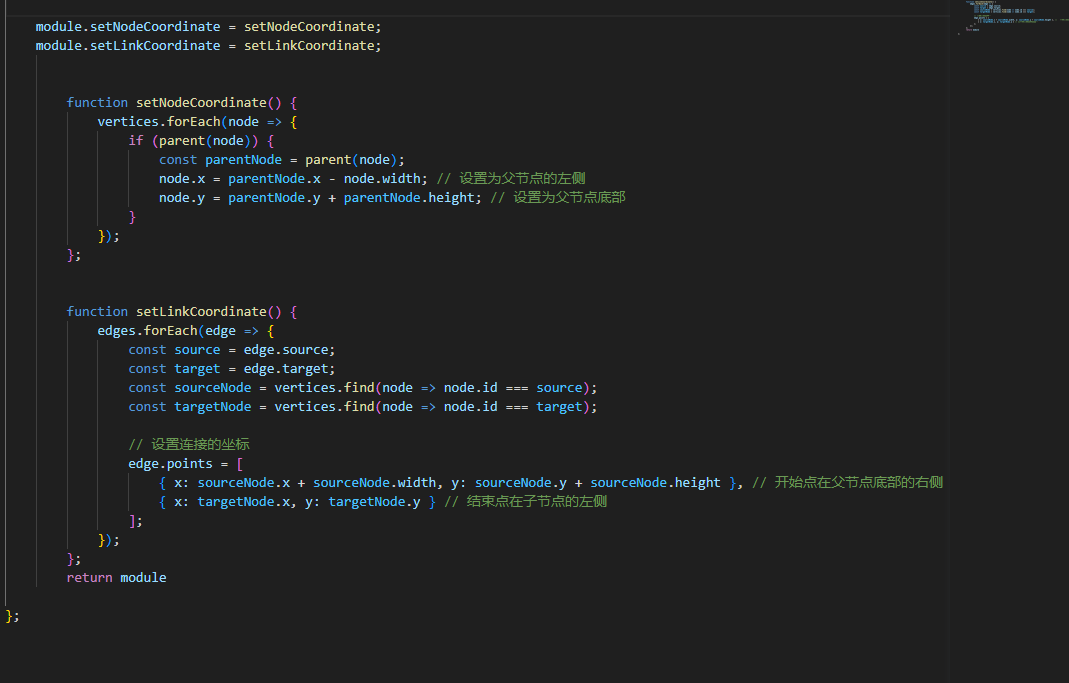 module.setNodeCoordinate = setNodeCoordinate;
module.setLinkCoordinate = setLinkCoordinate;
function setNodeCoordinate() {
vertices.forEach(node => {
if (parent(node)) {
const parentNode = parent(node);
node.x = parentNode.x - node.width; // 设置为父节点的左侧
node.y = parentNode.y + parentNode.height; // 设置为父节点底部
}
});
};
function setLinkCoordinate() {
edges.forEach(edge => {
const source = edge.source;
const target = edge.target;
const sourceNode = vertices.find(node => node.id === source);
const targetNode = vertices.find(node => node.id === target);
// 设置连接的坐标
edge.points = [
{ x: sourceNode.x + sourceNode.width, y: sourceNode.y + sourceNode.height }, // 开始点在父节点底部的右侧
{ x: targetNode.x, y: targetNode.y } // 结束点在子节点的左侧
];
});
};
return module
};